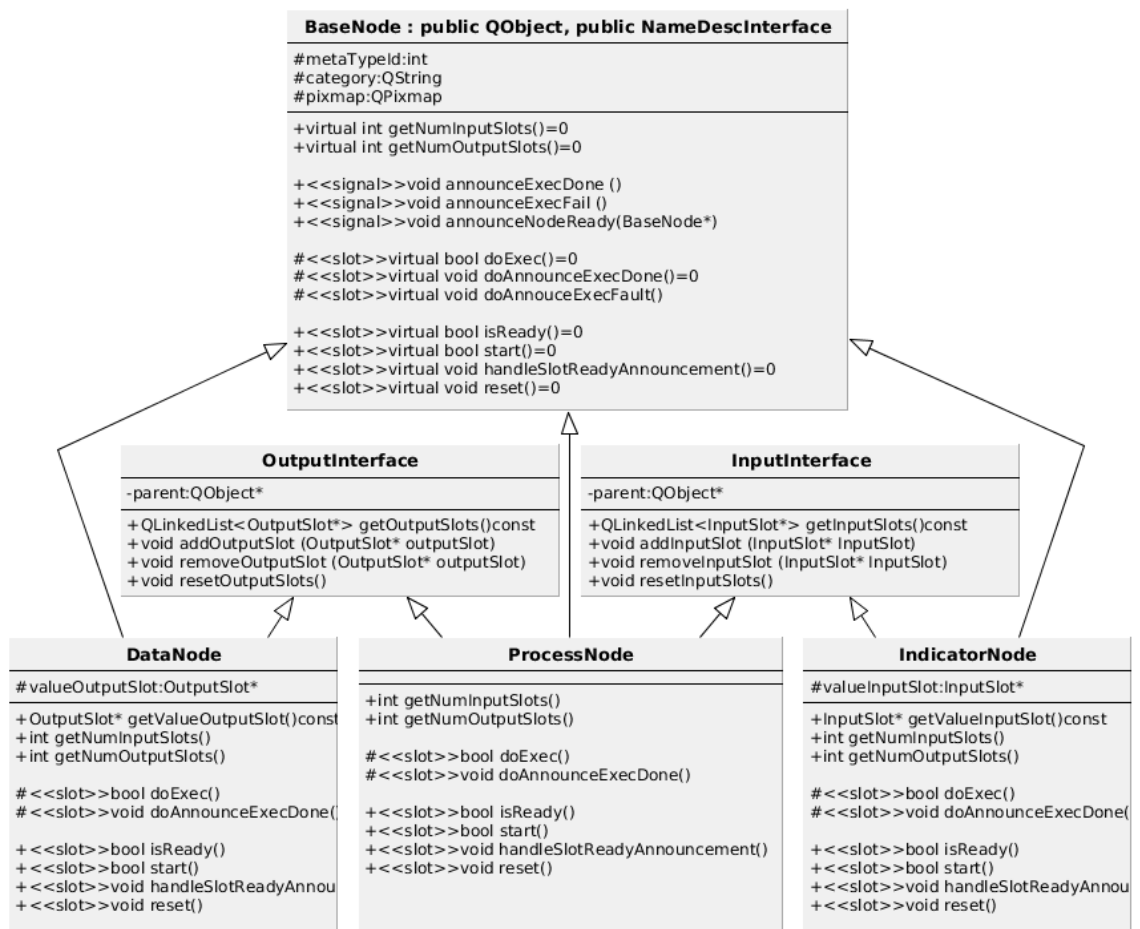 BaseNode : public QObject, public NameDescInterface
#metaTypeId:int
#category:QString
#pixmap:QPixmap
+virtual int getNumInputSlots()=0
+virtual int getNumOutputSlots()=0
+<<signal>>void announceExecDone ()
+<<signal>>void announceExecFail ()
+<<signal>>void announceNodeReady(BaseNode*)
#<<slot>>virtual bool doExec()=0
#<<slot>>virtual void doAnnounceExecDone()=0
#<<slot>>virtual void doAnnouceExecFault()
+<<slot>>virtual bool isReady()=0
+<<slot>>virtual bool start()=0
+<<slot>>virtual void handleSlotReadyAnnouncement()=0
+<<slot>>virtual void reset()=0
OutputInterface
-parent:QObject*
+QLinkedList<OutputSlot*> getOutputSlots()const
+void addOutputSlot (OutputSlot* outputSlot)
+void removeOutputSlot (OutputSlot* outputSlot)
+void resetOutputSlots()
InputInterface
-parent:QObject*
+QLinkedList<InputSlot*> getInputSlots()const
+void addInputSlot (InputSlot* InputSlot)
+void removeInputSlot (InputSlot* InputSlot)
+void resetInputSlots()
DataNode
#valueOutputSlot:OutputSlot*
+OutputSlot* getValueOutputSlot()const
+int getNumInputSlots()
+int getNumOutputSlots()
#<<slot>>bool doExec()
#<<slot>>void doAnnounceExecDone()
+<<slot>>bool isReady()
+<<slot>>bool start()
+<<slot>>void handleSlotReadyAnnou
+<<slot>>void reset()
ProcessNode
+int getNumInputSlots()
+int getNumOutputSlots()
#<<slot>>bool doExec()
#<<slot>>void doAnnounceExecDone()
+<<slot>>bool isReady()
+<<slot>>bool start()
+<<slot>>void handleSlotReadyAnnouncement()
+<<slot>>void reset()
IndicatorNode
#valueInputSlot:InputSlot*
+InputSlot* getValueInputSlot()const
+int getNumInputSlots()
+int getNumOutputSlots()
#<<slot>>bool doExec()
#<<slot>>void doAnnounceExecDone(
+<<slot>>bool isReady()
+<<slot>>bool start()
+<<slot>>void handleSlotReadyAnnou
+<<slot>>void reset()